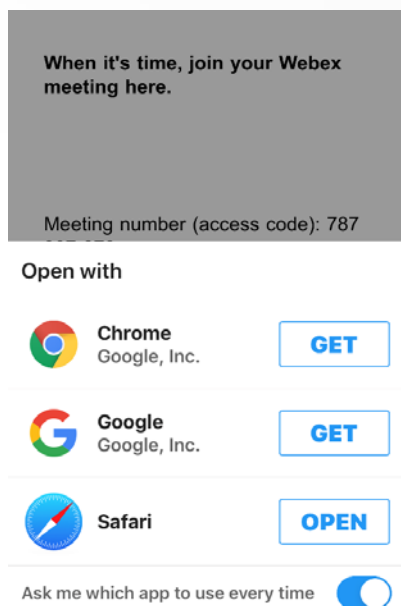 When it's time, join your Webex
meeting here.
Meeting number (access code): 787
Open with
Chrome
Google, Inc.
GET
Google
Google, Inc.
GET
Safari
OPEN
Ask me which app to use every time